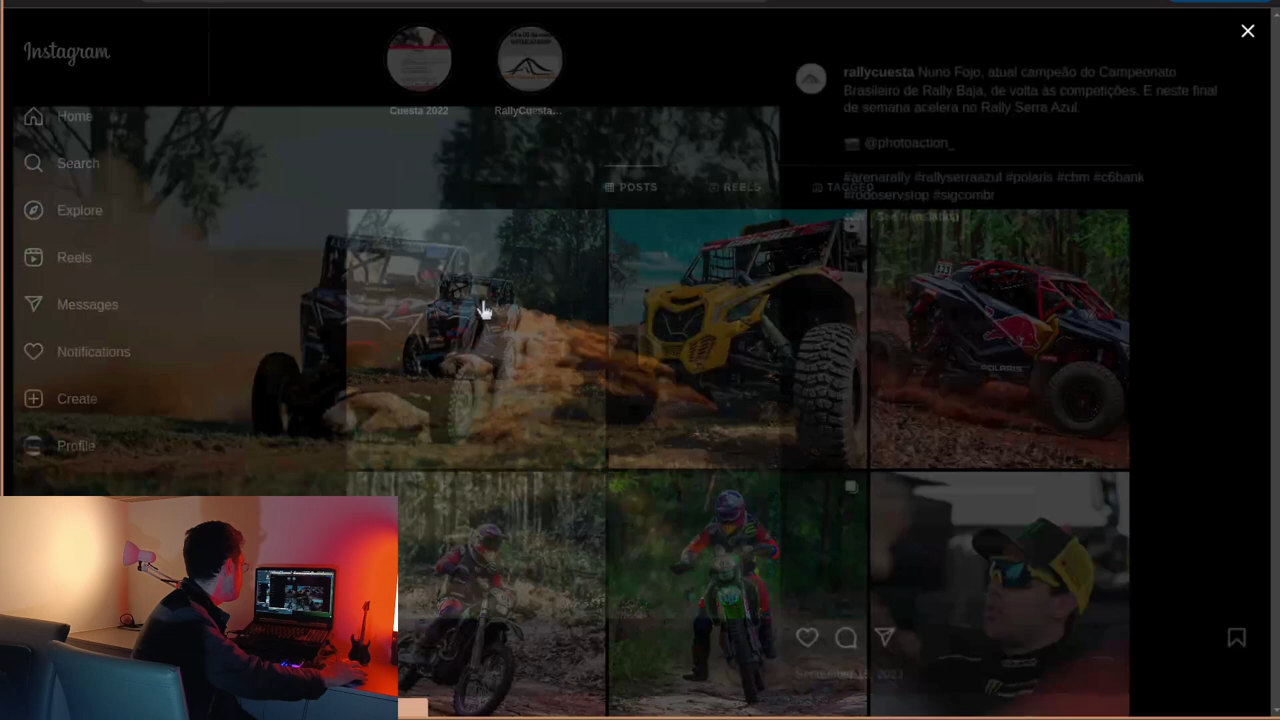 Instagram
Home
Search
Explore
Reels
Messages
Notifications
Create
Profile
Cuesta 2022
RallyCuesta...
POSTS
REELS
TAGGED
rallycuesta Nuno Fojo, atual campeão do Campeonato
Brasileiro de Rally Baja, de volta às competições. E neste final
de semana acelera no Rally Serra Azul.
@photoaction_
#arenarally #rallyserraazul #polaris #cbm #c6bank
#rodoservstop #sigcombr
See translation
POLARIS